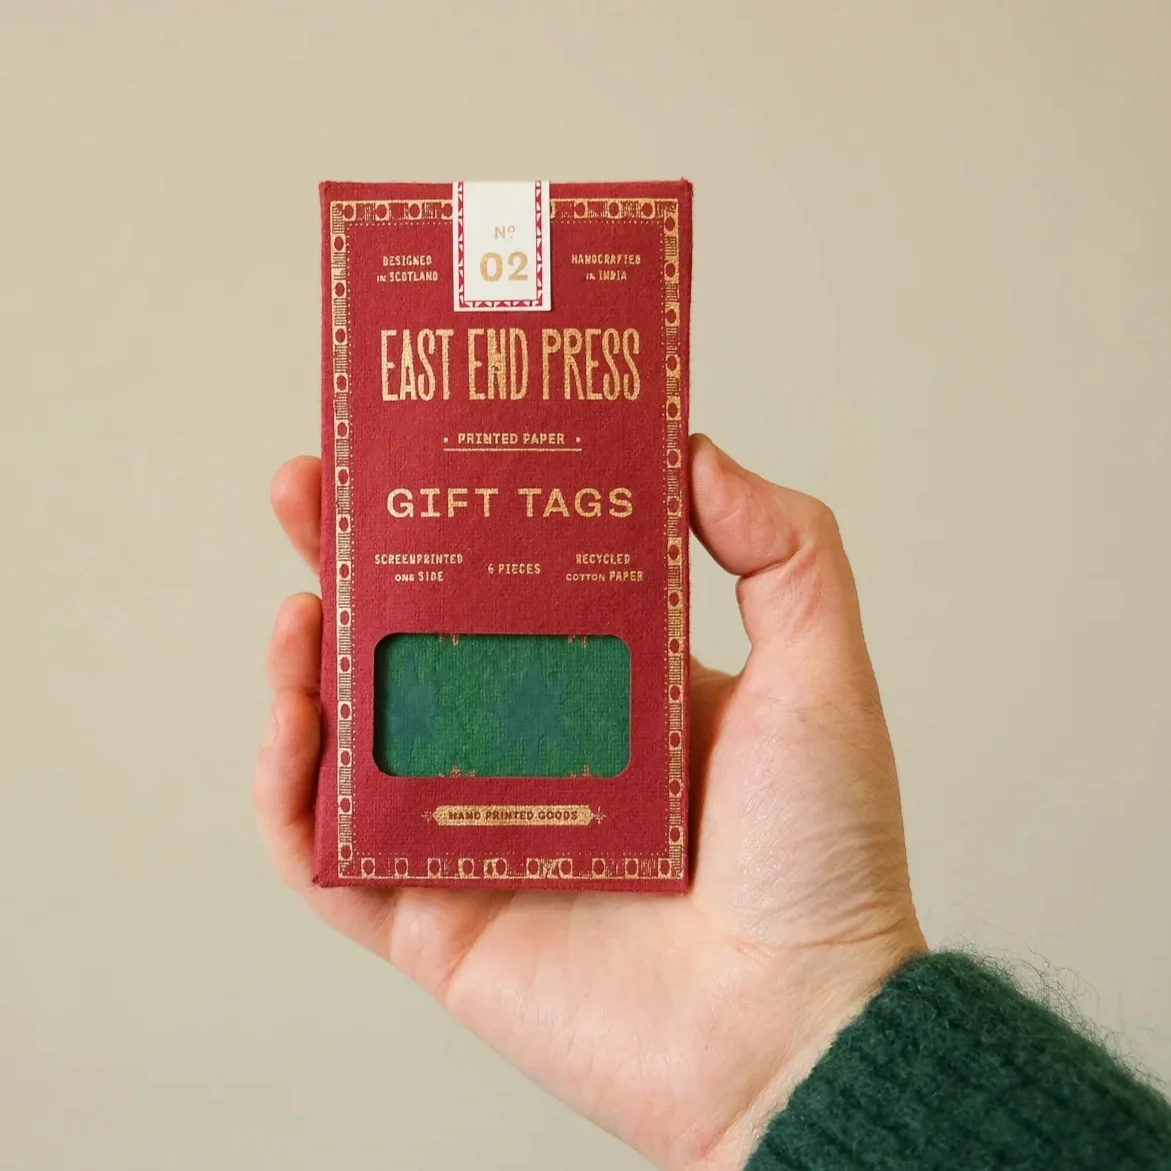 Nº
02
DESIGNED
IN SCOTLAND
HANDCRAFTED
IN INDIA
EAST END PRESS
• PRINTED PAPER •
GIFT TAGS
SCREENPRINTED
ONE SIDE
6 PIECES
RECYCLED
COTTON PAPER
HAND PRINTED GOODS